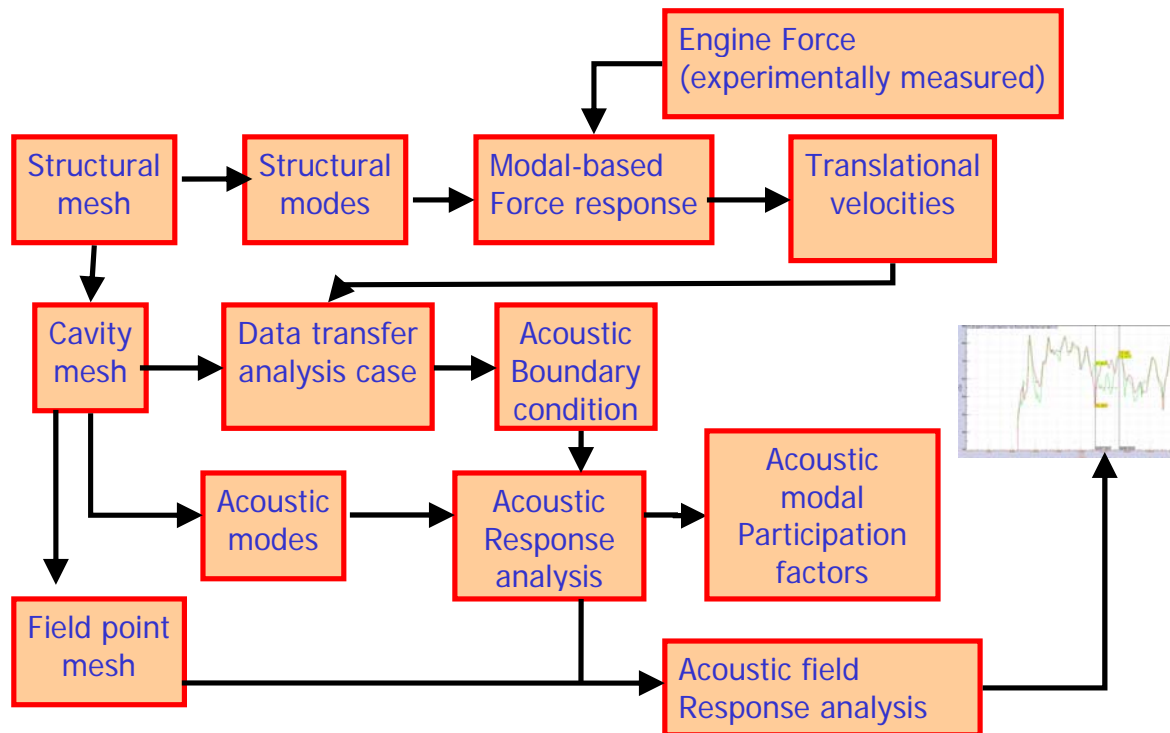 Engine Force
(experimentally measured)
Structural
mesh
Structural
modes
Modal-based
Force response
Translational
velocities
Cavity
mesh
Data transfer
analysis case
Acoustic
Boundary
condition
Acoustic
modes
Acoustic
Response
analysis
Acoustic
modal
Participation
factors
Field point
mesh
Acoustic field
Response analysis